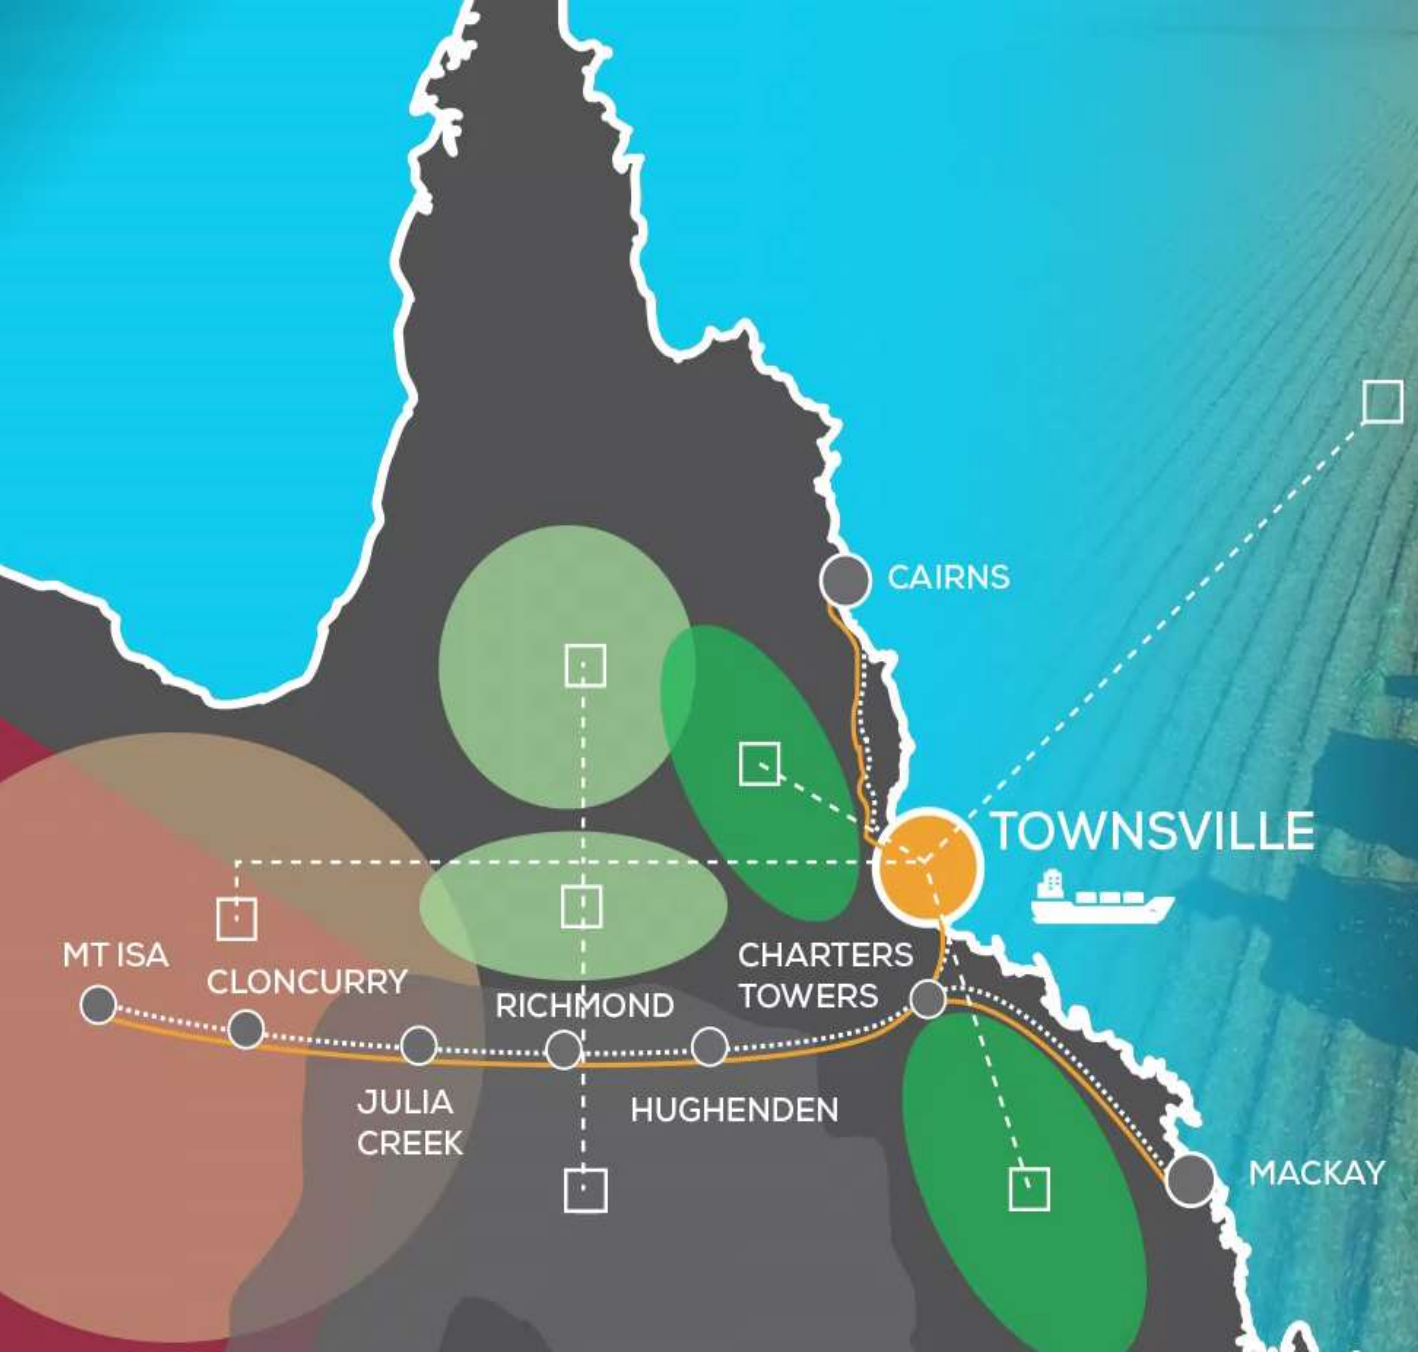 CAIRNS
TOWNSVILLE
MT ISA
CLONCURRY
CHARTERS
TOWERS
RICHMOND
JULIA
CREEK
HUGHENDEN
MACKAY